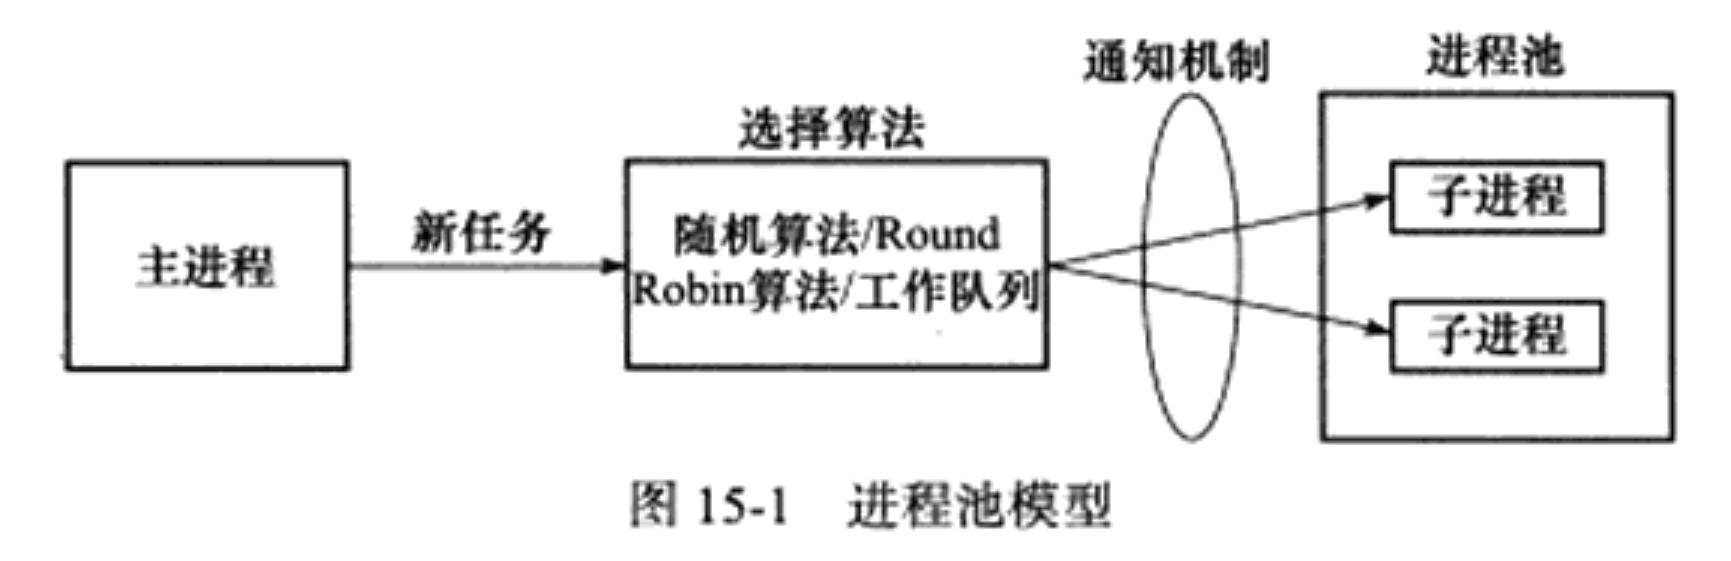 通知机制
进程池
选择算法
主进程
新任务
随机算法/Round
Robin算法/工作队列
子进程
子进程
图 15-1 进程池模型